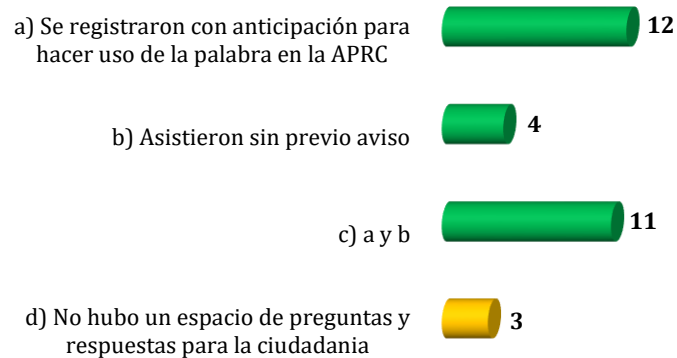 a) Se registraron con anticipación para
hacer uso de la palabra en la APRC
12
b) Asistieron sin previo aviso
4
c) a y b
11
d) No hubo un espacio de preguntas y
respuestas para la ciudadania
3